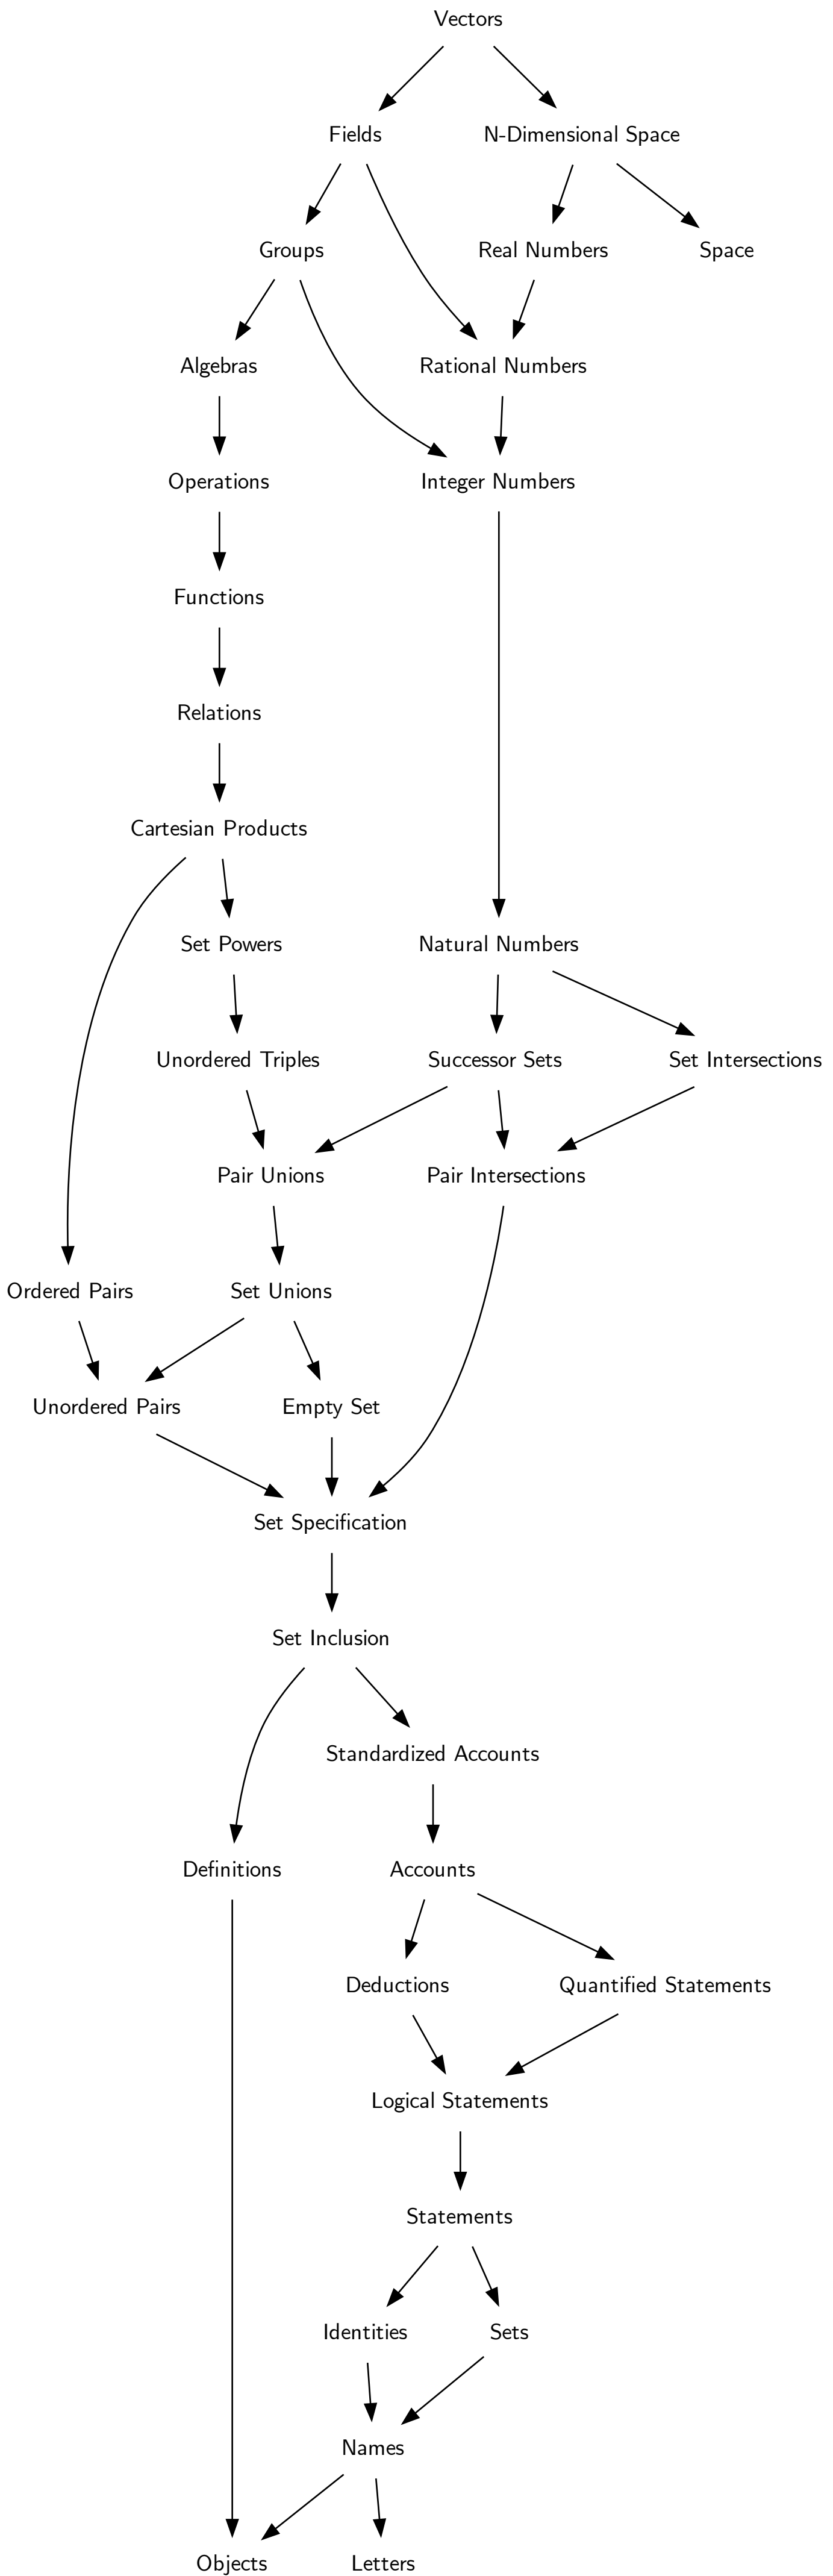 Vectors
Fields
N-Dimensional Space
Groups
Real Numbers
Space
Algebras
Rational Numbers
Operations
Integer Numbers
Functions
Relations
Cartesian Products
Set Powers
Natural Numbers
Unordered Triples
Successor Sets
Set Intersections
Pair Unions
Pair Intersections
Ordered Pairs
Set Unions
Unordered Pairs
Empty Set
Set Specification
Set Inclusion
Standardized Accounts
Definitions
Accounts
Deductions
Quantified Statements
Logical Statements
Statements
Identities
Sets
Names
Objects
Letters